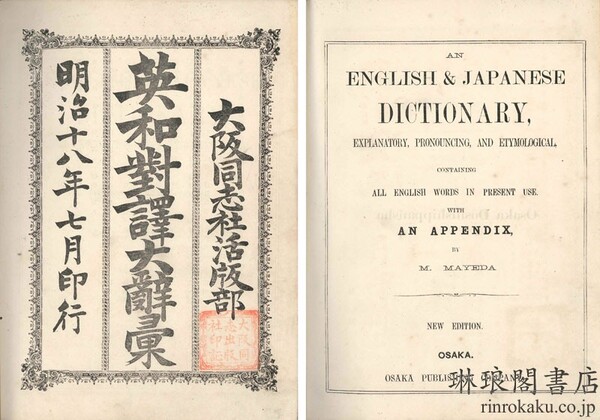 大阪同志社活版部
英和對譯大辭彙
明治十八年七月印行
AN
ENGLISH & JAPANESE
DICTIONARY,
EXPLANATORY, PRONOUNCING, AND ETYMOLOGICAL,
CONTAINING
ALL ENGLISH WORDS IN PRESENT USE.
WITH
AN APPENDIX,
BY
M. MAYEDA
NEW EDITION.
OSAKA.
OSAKA PUBLISHING COMPANY.
琳琅閣書店
rinrokaku.co.jp